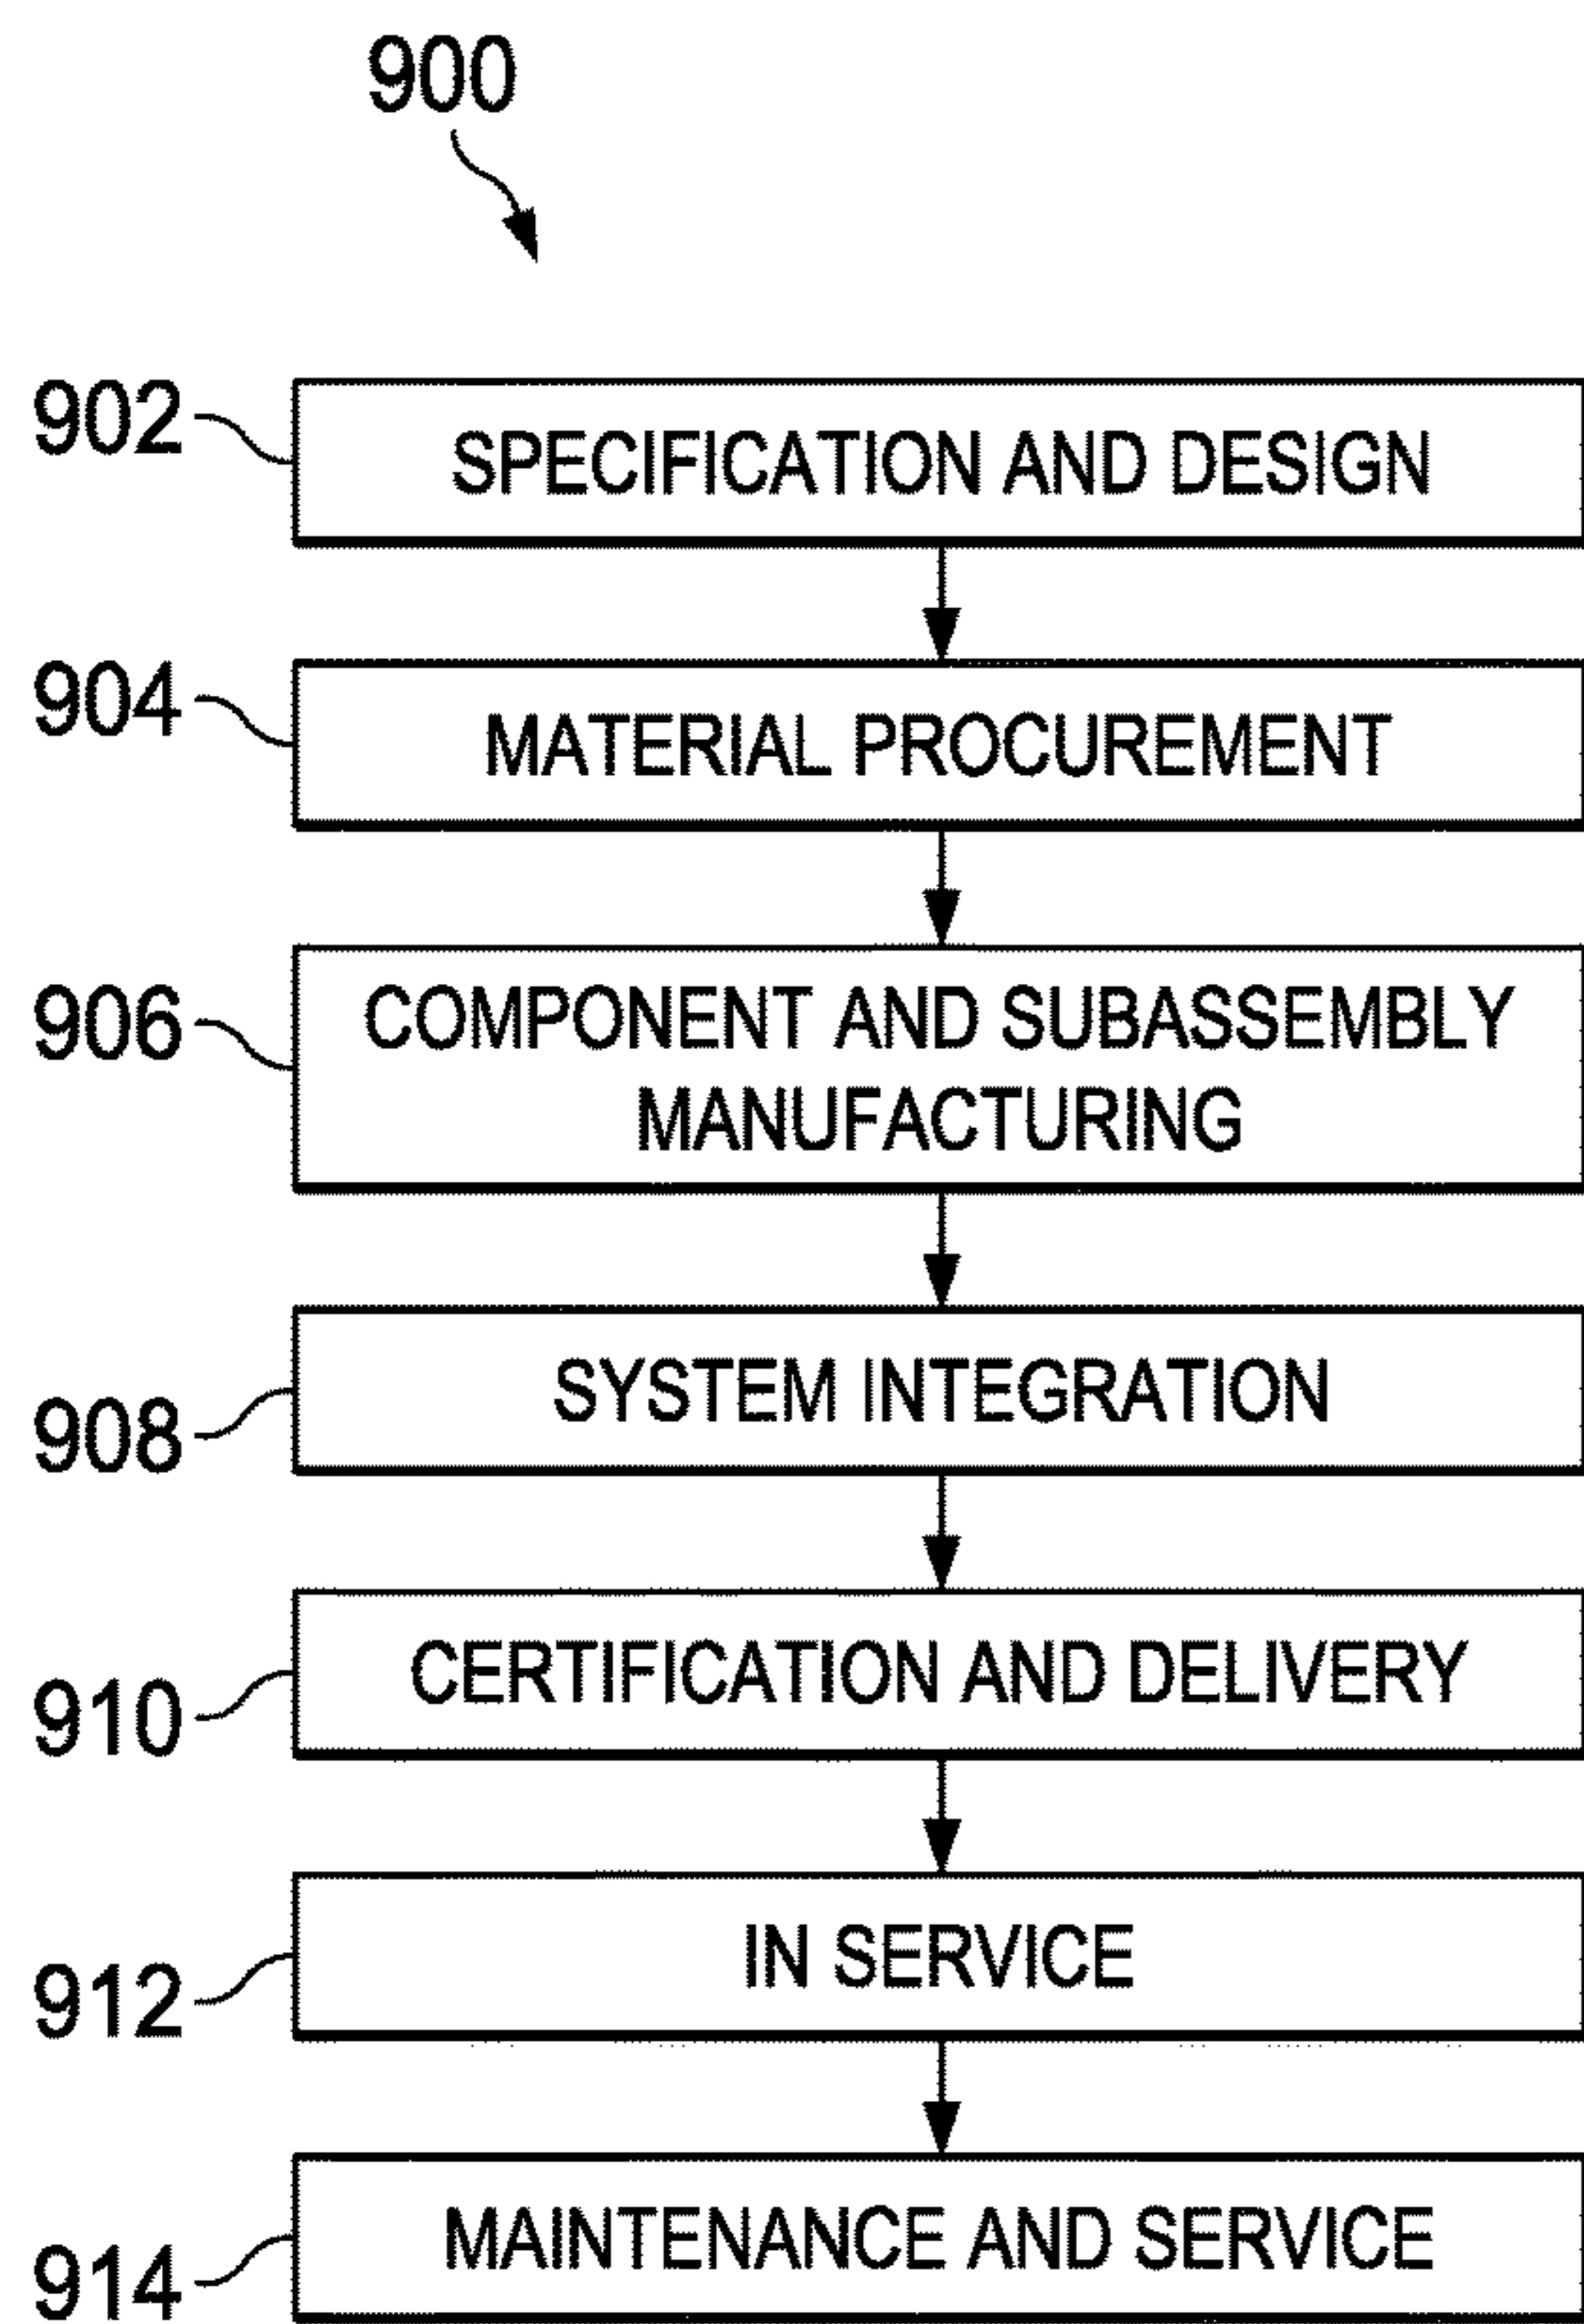 900
902
SPECIFICATION AND DESIGN
904
MATERIAL PROCUREMENT
906
COMPONENT AND SUBASSEMBLY
MANUFACTURING
908
SYSTEM INTEGRATION
910
CERTIFICATION AND DELIVERY
912
IN SERVICE
914
MAINTENANCE AND SERVICE